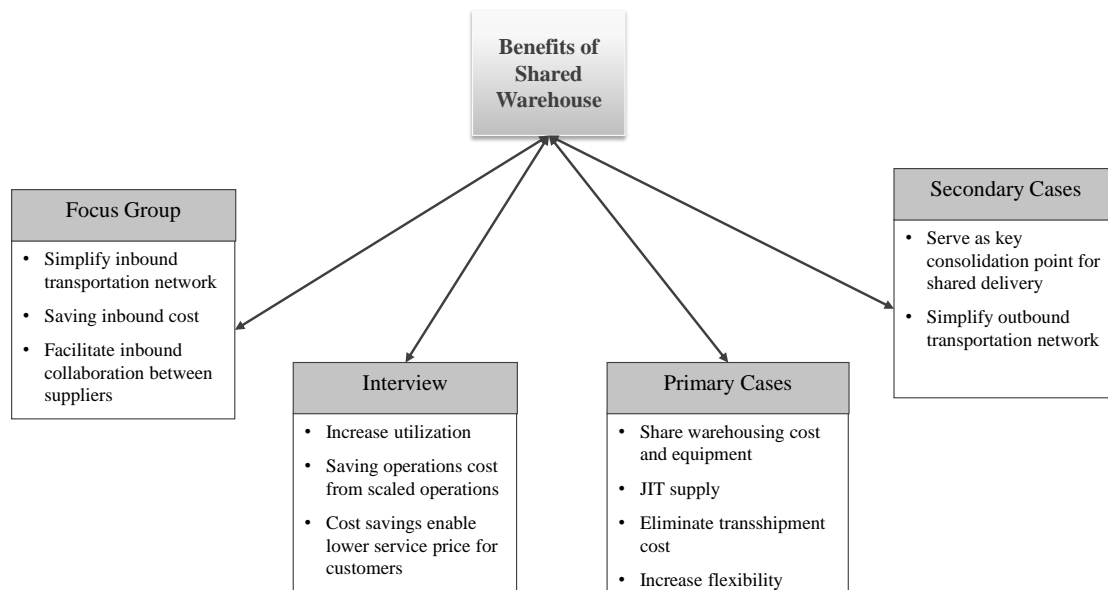 Benefits of
Shared
Warehouse
Focus Group
• Simplify inbound
transportation network
• Saving inbound cost
• Facilitate inbound
collaboration between
suppliers
Interview
• Increase utilization
• Saving operations cost
from scaled operations
• Cost savings enable
lower service price for
customers
Primary Cases
• Share warehousing cost
and equipment
• JIT supply
• Eliminate transshipment
cost
• Increase flexibility
Secondary Cases
• Serve as key
consolidation point for
shared delivery
• Simplify outbound
transportation network